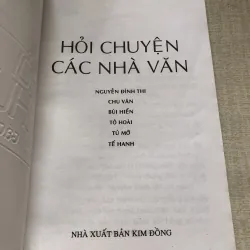 HỎI CHUYỆN
CÁC NHÀ VĂN
NGUYỄN ĐÌNH THI
CHU VĂN
BÙI HIỂN
TÔ HOÀI
TÚ MỠ
TẾ HANH
NHÀ XUẤT BẢN KIM ĐỒNG